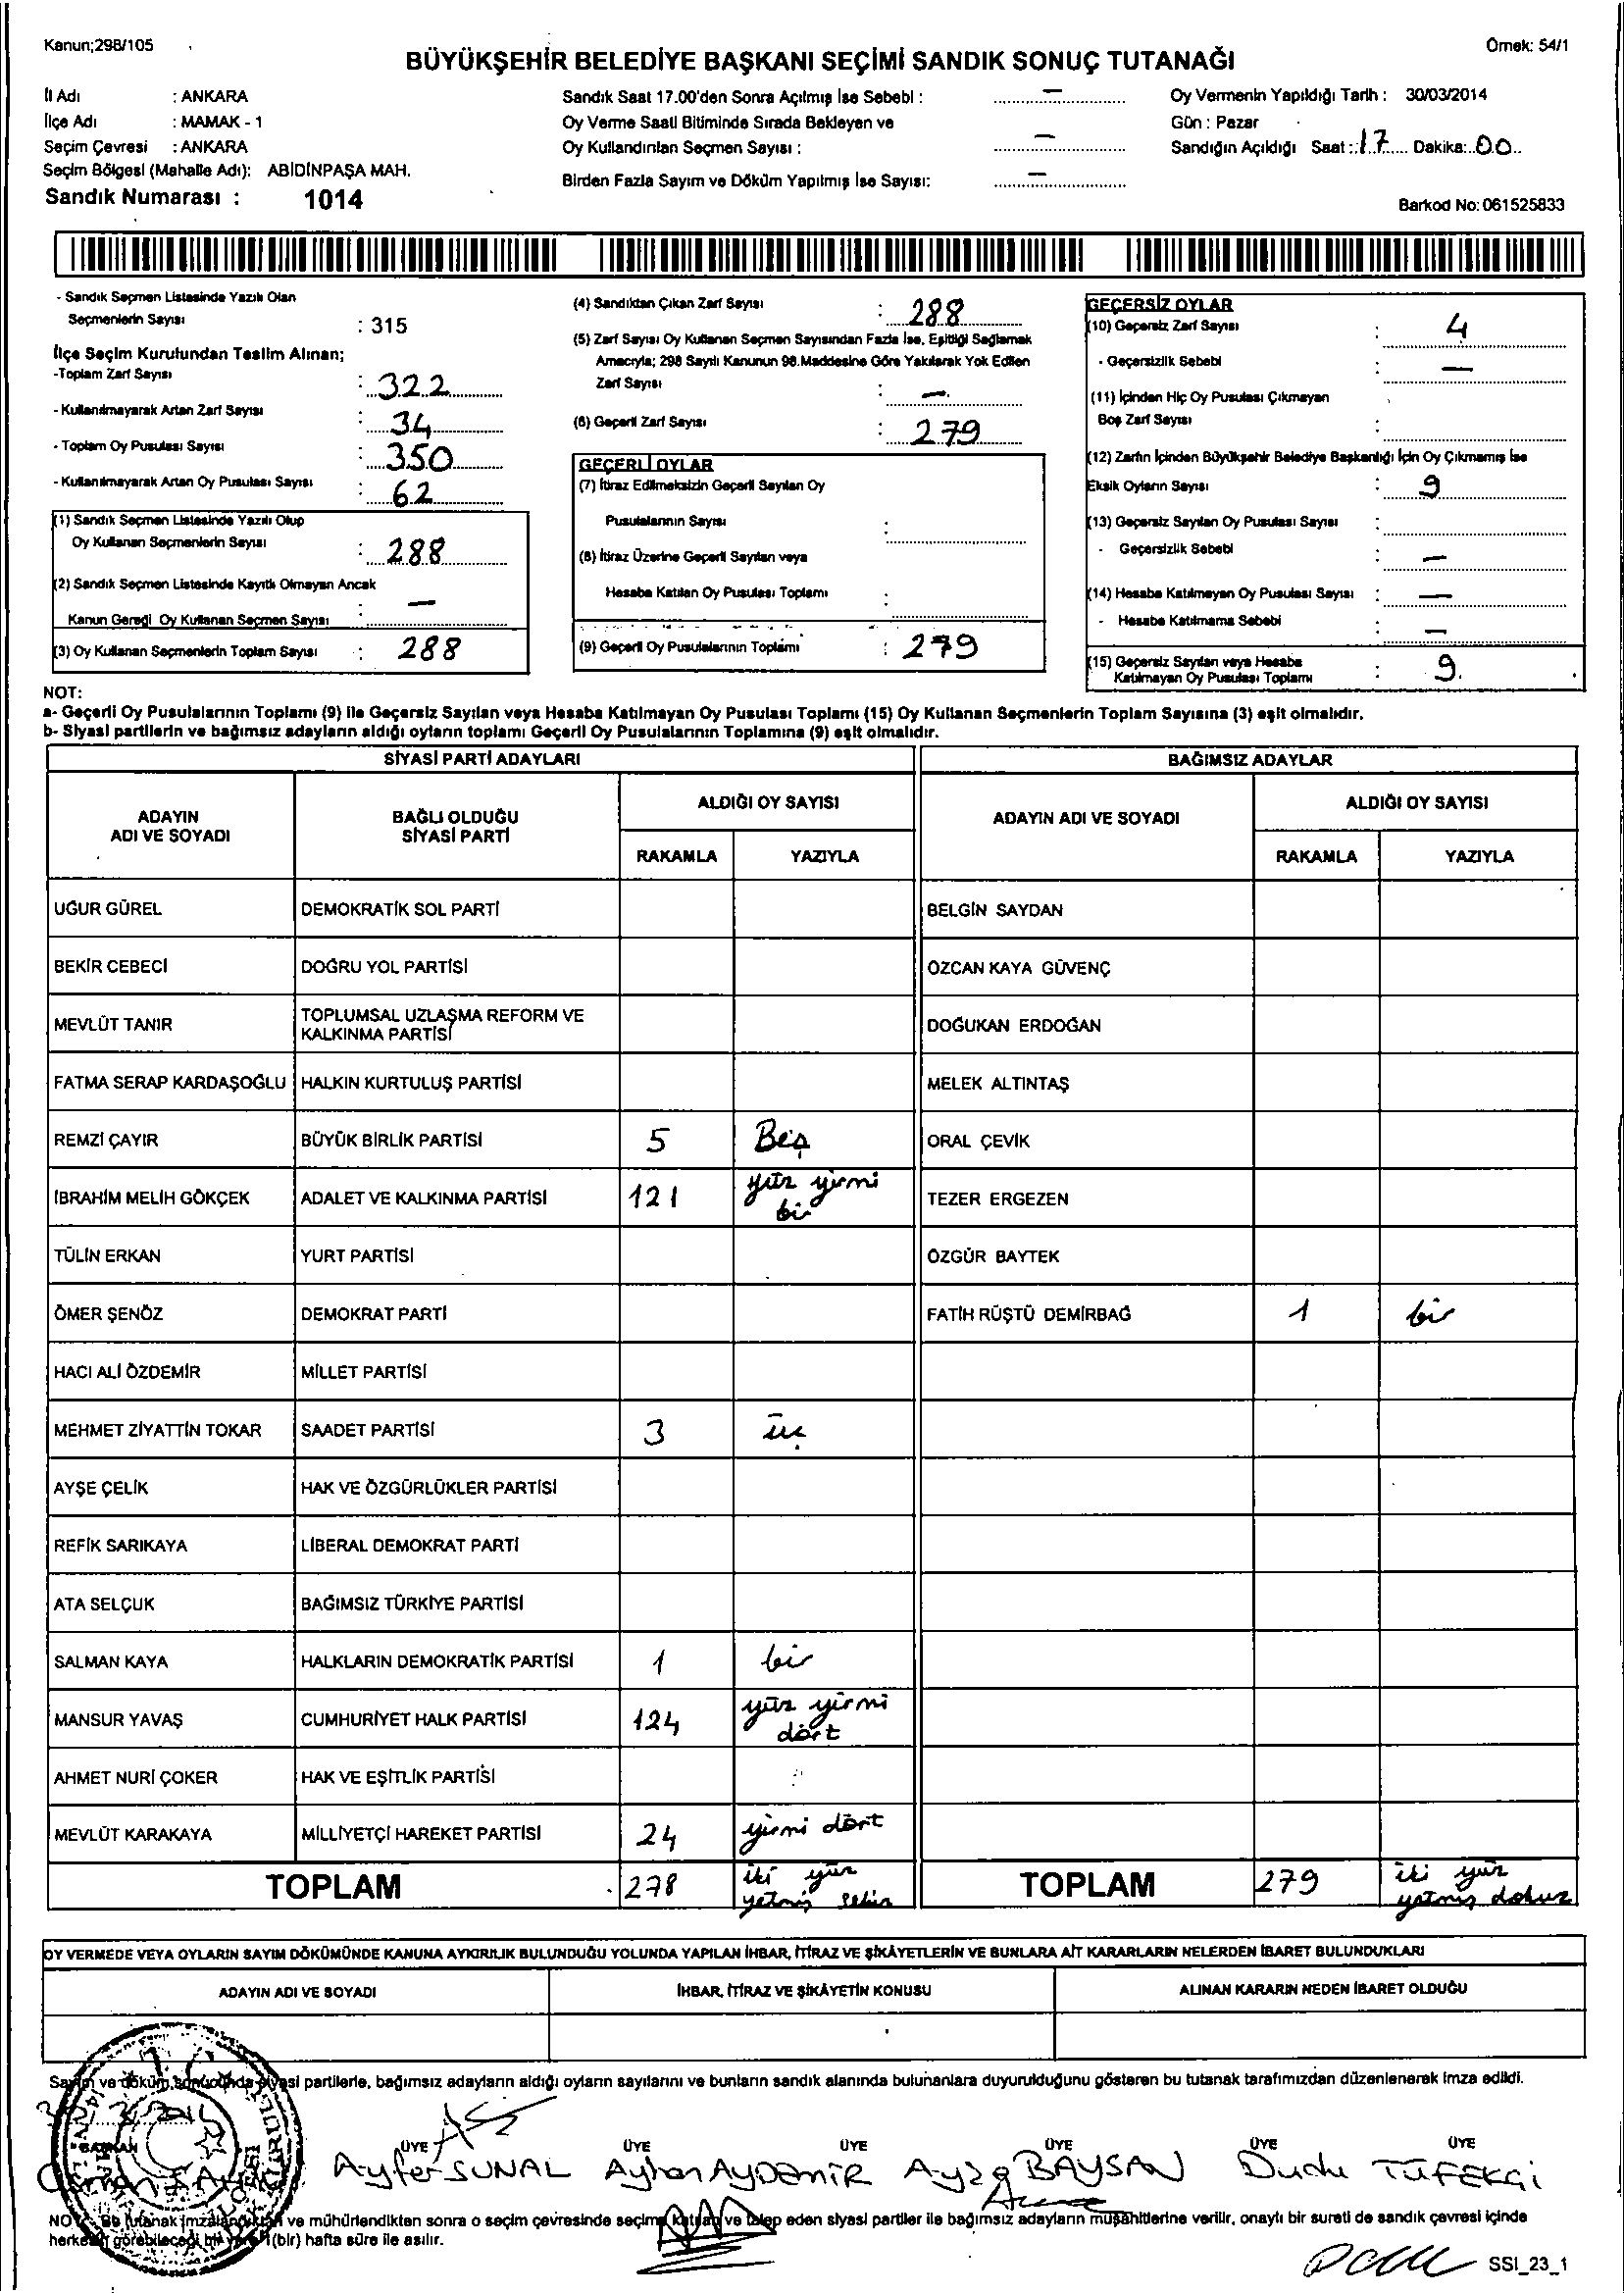 Kanun;298/105
Örnek: 54/1
BÜYÜKŞEHİR BELEDİYE BAŞKANI SEÇİMİ SANDIK SONUÇ TUTANAĞI
İl Adı : ANKARA
İlçe Adı : MAMAK - 1
Seçim Çevresi : ANKARA
Seçim Bölgesi (Mahalle Adı): ABİDİNPAŞA MAH.
Sandık Numarası : 1014
Sandık Saat 17.00'den Sonra Açılmış İse Sebebi : –
Oy Verme Saati Bitiminde Sırada Bekleyen ve
Oy Kullandırılan Seçmen Sayısı : –
Birden Fazla Sayım ve Döküm Yapılmış İse Sayısı: –
Oy Vermenin Yapıldığı Tarih : 30/03/2014
Gün : Pazar
Sandığın Açıldığı Saat : 17 Dakika: 00
Barkod No: 061525833
- Sandık Seçmen Listesinde Yazılı Olan
Seçmenlerin Sayısı : 315
İlçe Seçim Kurulundan Teslim Alınan;
-Toplam Zarf Sayısı : 322
- Kullanılmayarak Artan Zarf Sayısı : 34
- Toplam Oy Pusulası Sayısı : 350
- Kullanılmayarak Artan Oy Pusulası Sayısı : 62
(1) Sandık Seçmen Listesinde Yazılı Olup
Oy Kullanan Seçmenlerin Sayısı : 288
(2) Sandık Seçmen Listesinde Kayıtlı Olmayan Ancak
Kanun Gereği Oy Kullanan Seçmen Sayısı : –
(3) Oy Kullanan Seçmenlerin Toplam Sayısı : 288
(4) Sandıktan Çıkan Zarf Sayısı : 288
(5) Zarf Sayısı Oy Kullanan Seçmen Sayısından Fazla İse, Eşitliği Sağlamak
Amacıyla; 298 Sayılı Kanunun 98.Maddesine Göre Yakılarak Yok Edilen
Zarf Sayısı : –
(6) Geçerli Zarf Sayısı : 279
GEÇERLİ OYLAR
(7) İtiraz Edilmeksizin Geçerli Sayılan Oy
Pusulalarının Sayısı :
(8) İtiraz Üzerine Geçerli Sayılan veya
Hesaba Katılan Oy Pusulası Toplamı :
(9) Geçerli Oy Pusulalarının Toplamı : 279
GEÇERSİZ OYLAR
(10) Geçersiz Zarf Sayısı : 4
- Geçersizlik Sebebi : –
(11) İçinden Hiç Oy Pusulası Çıkmayan
Boş Zarf Sayısı :
(12) Zarfın İçinden Büyükşehir Belediye Başkanlığı İçin Oy Çıkmamış İse
Eksik Oyların Sayısı : 9
(13) Geçersiz Sayılan Oy Pusulası Sayısı :
- Geçersizlik Sebebi : –
(14) Hesaba Katılmayan Oy Pusulası Sayısı : –
- Hesaba Katılmama Sebebi : –
(15) Geçersiz Sayılan veya Hesaba
Katılmayan Oy Pusulası Toplamı : 9
NOT:
a- Geçerli Oy Pusulalarının Toplamı (9) ile Geçersiz Sayılan veya Hesaba Katılmayan Oy Pusulası Toplamı (15) Oy Kullanan Seçmenlerin Toplam Sayısına (3) eşit olmalıdır.
b- Siyasi partilerin ve bağımsız adayların aldığı oyların toplamı Geçerli Oy Pusulalarının Toplamına (9) eşit olmalıdır.
SİYASİ PARTİ ADAYLARI BAĞIMSIZ ADAYLAR
ADAYIN ADI VE SOYADI BAĞLI OLDUĞU SİYASİ PARTİ ALDIĞI OY SAYISI ADAYIN ADI VE SOYADI ALDIĞI OY SAYISI
RAKAMLA YAZIYLA RAKAMLA YAZIYLA
UĞUR GÜREL DEMOKRATİK SOL PARTİ BELGİN SAYDAN
BEKİR CEBECİ DOĞRU YOL PARTİSİ ÖZCAN KAYA GÜVENÇ
MEVLÜT TANIR TOPLUMSAL UZLAŞMA REFORM VE KALKINMA PARTİSİ DOĞUKAN ERDOĞAN
FATMA SERAP KARDAŞOĞLU HALKIN KURTULUŞ PARTİSİ MELEK ALTINTAŞ
REMZİ ÇAYIR BÜYÜK BİRLİK PARTİSİ 5 Beş ORAL ÇEVİK
İBRAHİM MELİH GÖKÇEK ADALET VE KALKINMA PARTİSİ 121 yüz yirmi bir TEZER ERGEZEN
TÜLİN ERKAN YURT PARTİSİ ÖZGÜR BAYTEK
ÖMER ŞENÖZ DEMOKRAT PARTİ FATİH RÜŞTÜ DEMİRBAĞ 1 bir
HACI ALİ ÖZDEMİR MİLLET PARTİSİ
MEHMET ZİYATTİN TOKAR SAADET PARTİSİ 3 üç
AYŞE ÇELİK HAK VE ÖZGÜRLÜKLER PARTİSİ
REFİK SARIKAYA LİBERAL DEMOKRAT PARTİ
ATA SELÇUK BAĞIMSIZ TÜRKİYE PARTİSİ
SALMAN KAYA HALKLARIN DEMOKRATİK PARTİSİ 1 bir
MANSUR YAVAŞ CUMHURİYET HALK PARTİSİ 124 yüz yirmi dört
AHMET NURİ ÇOKER HAK VE EŞİTLİK PARTİSİ
MEVLÜT KARAKAYA MİLLİYETÇİ HAREKET PARTİSİ 24 yirmi dört
TOPLAM 278 iki yüz yetmiş sekiz TOPLAM 279 iki yüz yetmiş dokuz
OY VERMEDE VEYA OYLARIN SAYIM DÖKÜMÜNDE KANUNA AYKIRILIK BULUNDUĞU YOLUNDA YAPILAN İHBAR, İTİRAZ VE ŞİKÂYETLERİN VE BUNLARA AİT KARARLARIN NELERDEN İBARET BULUNDUKLARI
ADAYIN ADI VE SOYADI İHBAR, İTİRAZ VE ŞİKÂYETİN KONUSU ALINAN KARARIN NEDEN İBARET OLDUĞU
Sayım ve döküm sonucunda siyasi partilerle, bağımsız adayların aldığı oyların sayılarını ve bunların sandık alanında bulunanlara duyurulduğunu gösteren bu tutanak tarafımızdan düzenlenerek imza edildi.
BAŞKAN ÜYE ÜYE ÜYE ÜYE ÜYE ÜYE
Ayfer SUNAL Ayhan AYDEMİR Ayşe BAYSAN Dudu TÜFEKÇİ
NOT: Bu tutanak imzalandıktan ve mühürlendikten sonra o seçim çevresinde seçime katılan ve talep eden siyasi partiler ile bağımsız adayların müşahitlerine verilir, onaylı bir sureti de sandık çevresi içinde
herkesin görebileceği bir yere 1 (bir) hafta süre ile asılır.
SSI_23_1